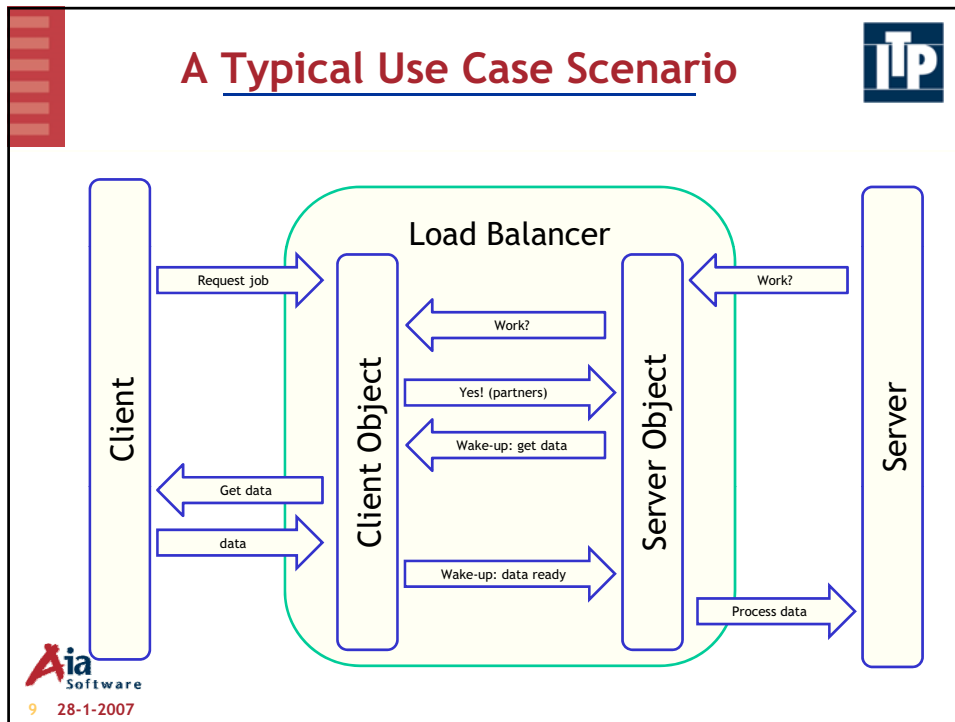 A Typical Use Case Scenario
ITP
Load Balancer
Client
Client Object
Server Object
Server
Request job
Work?
Work?
Yes! (partners)
Wake-up: get data
Get data
data
Wake-up: data ready
Process data
Aia
Software
9 28-1-2007